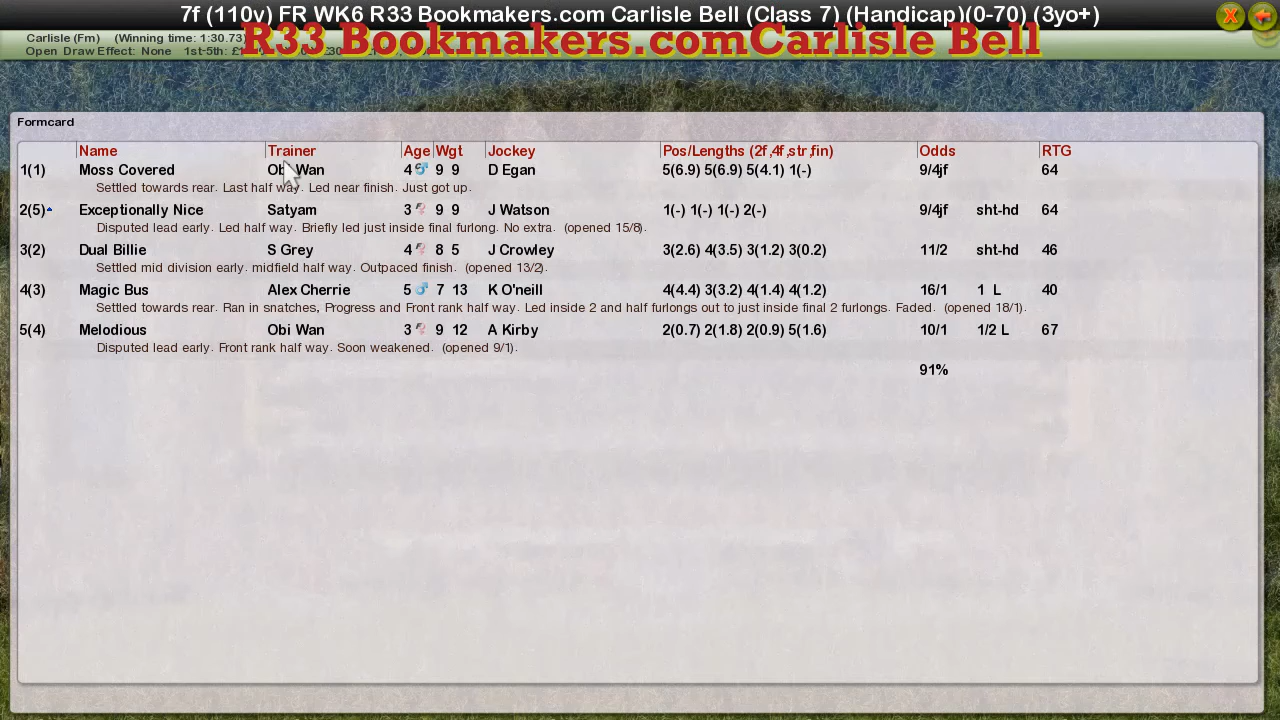 7f (110v) FR WK6 R33 Bookmakers.com Carlisle Bell (Class 7) (Handicap)(0-70) (3yo+)
Carlisle (Fm) (Winning time: 1:30.73)
R33 Bookmakers.comCarlisle Bell
Open Draw Effect: None 1st-5th:
Formcard
Name Trainer Age Wgt Jockey Pos/Lengths (2f,4f,str,fin) Odds RTG
1(1) Moss Covered Obi Wan 4 9 9 D Egan 5(6.9) 5(6.9) 5(4.1) 1(-) 9/4jf 64
Settled towards rear. Last half way. Led near finish. Just got up.
2(5) Exceptionally Nice Satyam 3 9 9 J Watson 1(-) 1(-) 1(-) 2(-) 9/4jf sht-hd 64
Disputed lead early. Led half way. Briefly led just inside final furlong. No extra. (opened 15/8).
3(2) Dual Billie S Grey 4 8 5 J Crowley 3(2.6) 4(3.5) 3(1.2) 3(0.2) 11/2 sht-hd 46
Settled mid division early. midfield half way. Outpaced finish. (opened 13/2).
4(3) Magic Bus Alex Cherrie 5 7 13 K O'neill 4(4.4) 3(3.2) 4(1.4) 4(1.2) 16/1 1 L 40
Settled towards rear. Ran in snatches, Progress and Front rank half way. Led inside 2 and half furlongs out to just inside final 2 furlongs. Faded. (opened 18/1).
5(4) Melodious Obi Wan 3 9 12 A Kirby 2(0.7) 2(1.8) 2(0.9) 5(1.6) 10/1 1/2 L 67
Disputed lead early. Front rank half way. Soon weakened. (opened 9/1).
91%